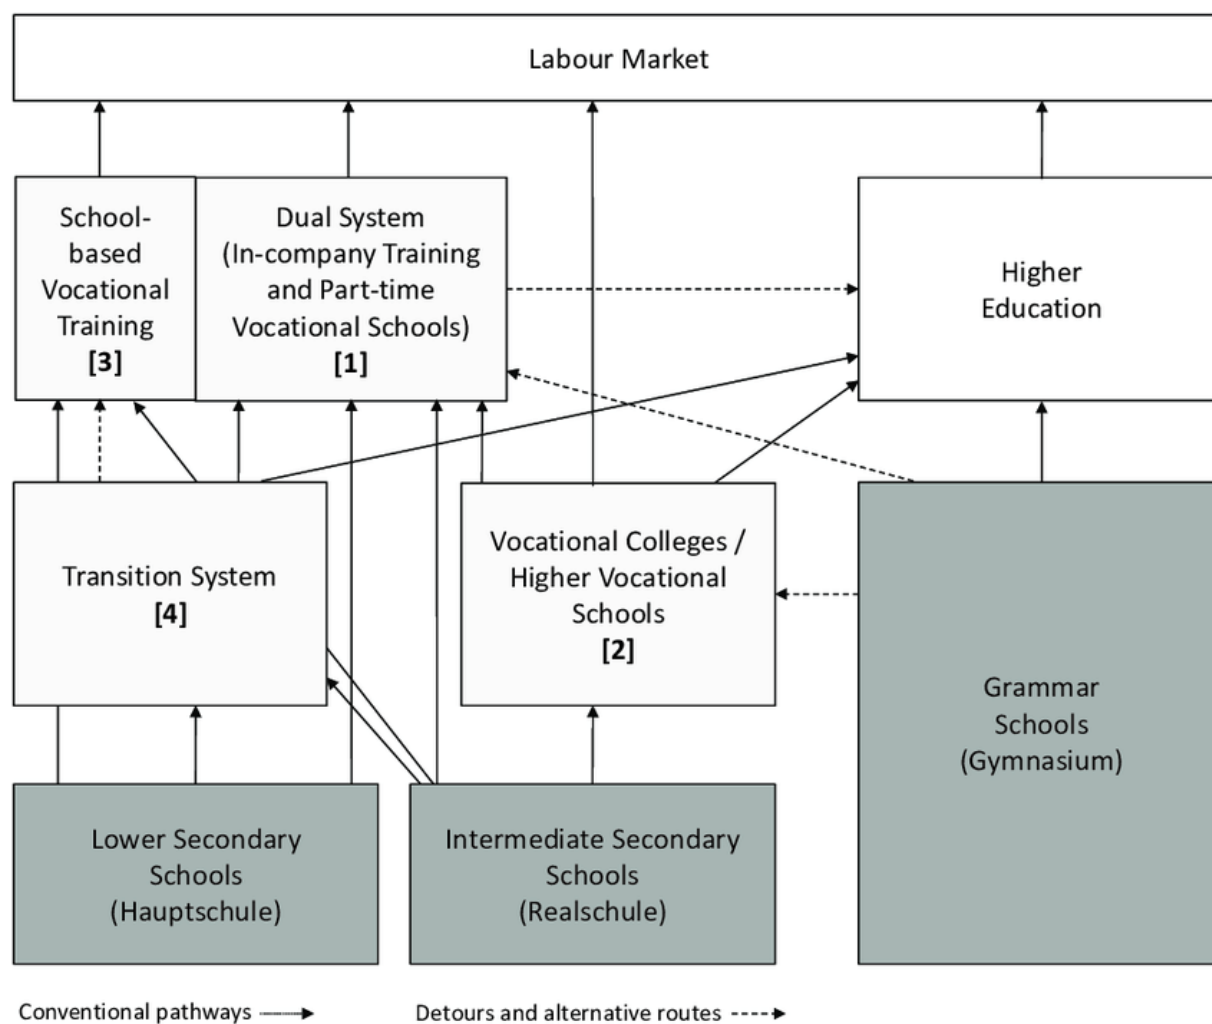 Labour Market
School-
based
Vocational
Training
[3]
Dual System
(In-company Training
and Part-time
Vocational Schools)
[1]
Higher
Education
Transition System
[4]
Vocational Colleges /
Higher Vocational
Schools
[2]
Grammar
Schools
(Gymnasium)
Lower Secondary
Schools
(Hauptschule)
Intermediate Secondary
Schools
(Realschule)
Conventional pathways
Detours and alternative routes